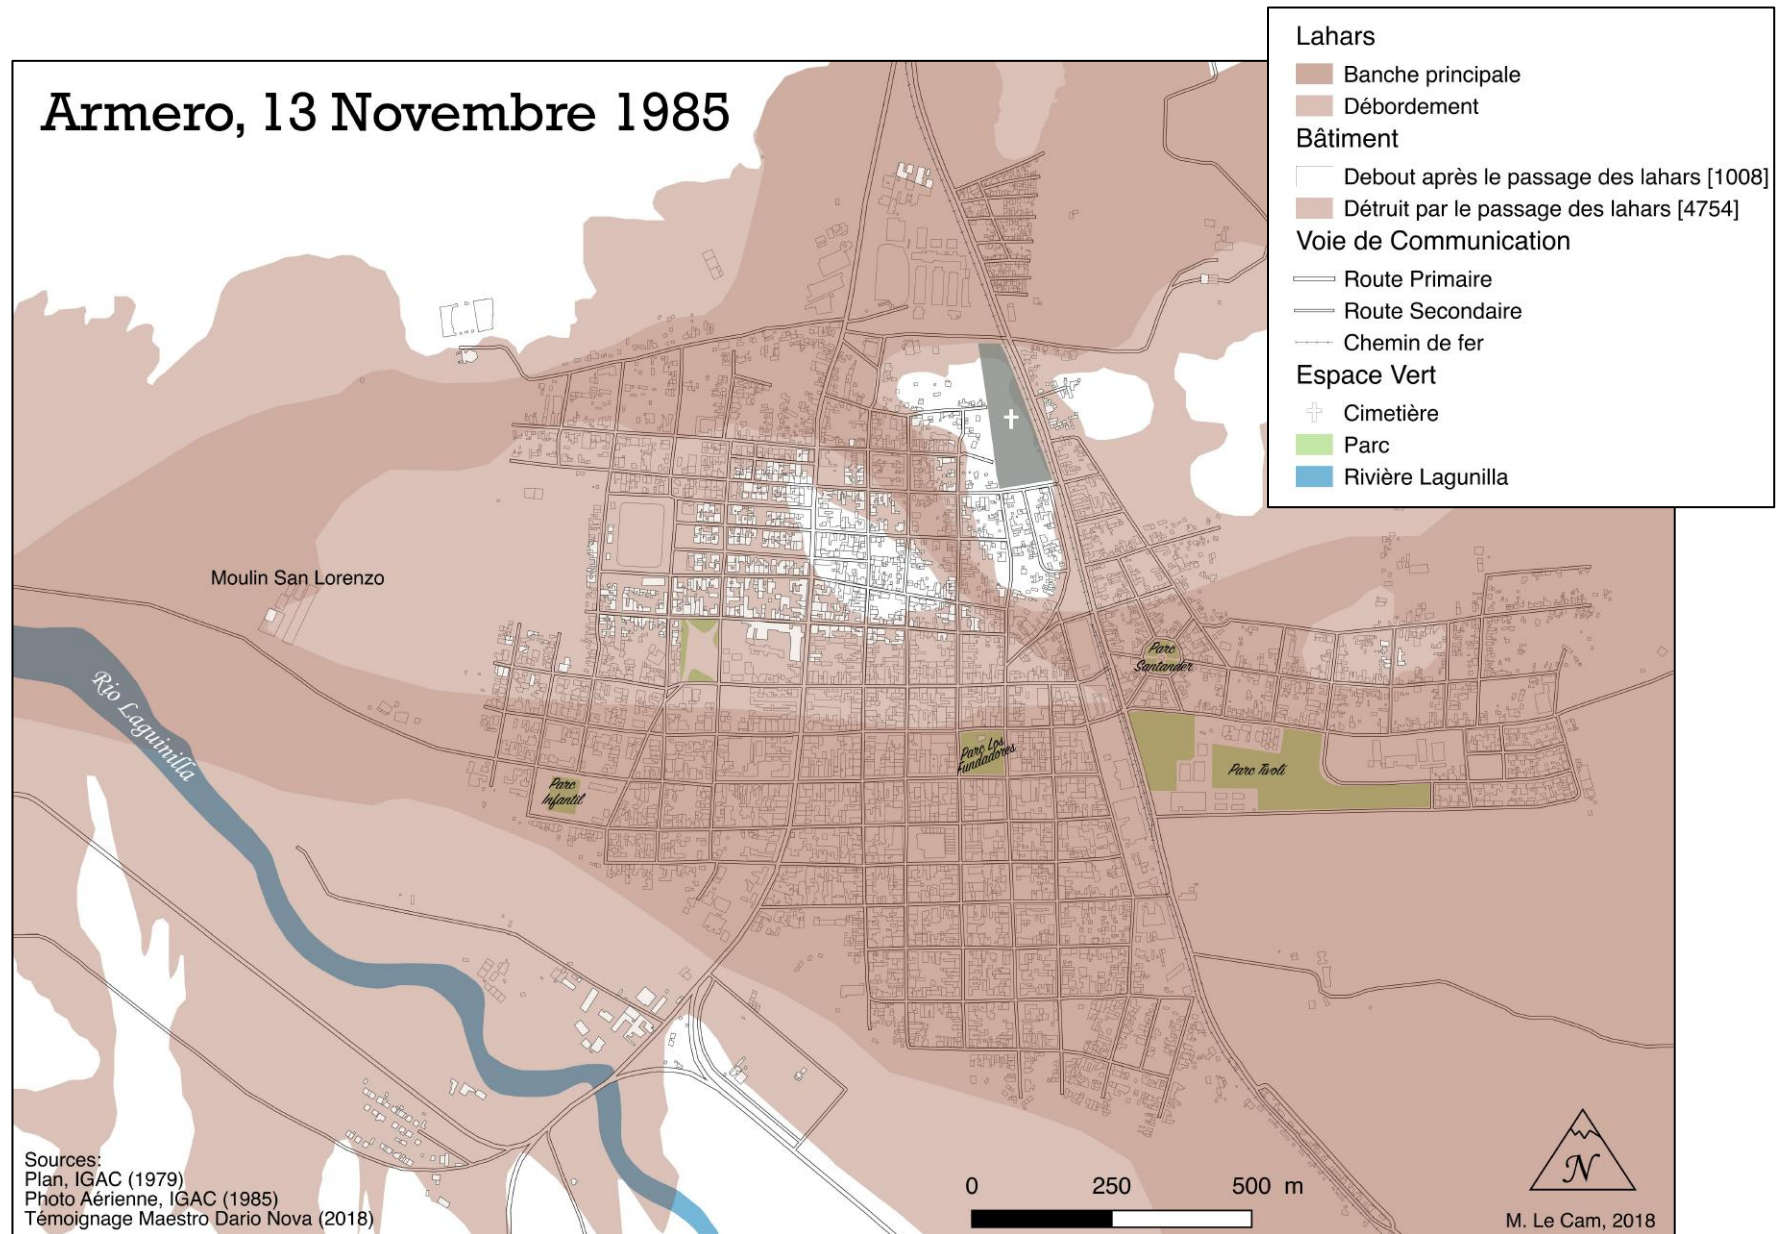 Armero, 13 Novembre 1985
Lahars
Banche principale
Débordement
Bâtiment
Debout après le passage des lahars [1008]
Détruit par le passage des lahars [4754]
Voie de Communication
Route Primaire
Route Secondaire
Chemin de fer
Espace Vert
Cimetière
Parc
Rivière Lagunilla
Moulin San Lorenzo
Rio Laguinilla
Parc
Santander
Parc Los
Fundadores
Parc Tivoli
Parc
Infantil
Sources:
Plan, IGAC (1979)
Photo Aérienne, IGAC (1985)
Témoignage Maestro Dario Nova (2018)
0 250 500 m
N
M. Le Cam, 2018